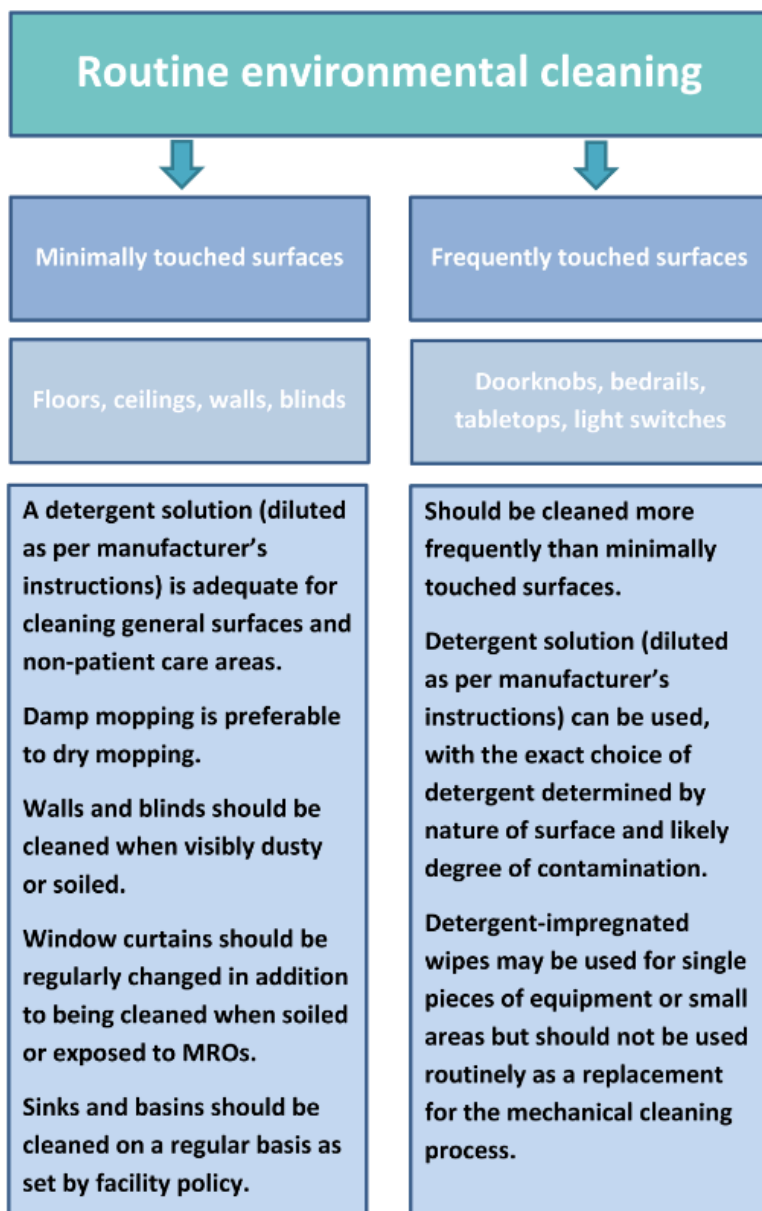 Routine environmental cleaning
Minimally touched surfaces
Floors, ceilings, walls, blinds
A detergent solution (diluted
as per manufacturer's
instructions) is adequate for
cleaning general surfaces and
non-patient care areas.
Damp mopping is preferable
to dry mopping.
Walls and blinds should be
cleaned when visibly dusty
or soiled.
Window curtains should be
regularly changed in addition
to being cleaned when soiled
or exposed to MROs.
Sinks and basins should be
cleaned on a regular basis as
set by facility policy.
Frequently touched surfaces
Doorknobs, bedrails,
tabletops, light switches
Should be cleaned more
frequently than minimally
touched surfaces.
Detergent solution (diluted
as per manufacturer's
instructions) can be used,
with the exact choice of
detergent determined by
nature of surface and likely
degree of contamination.
Detergent-impregnated
wipes may be used for single
pieces of equipment or small
areas but should not be used
routinely as a replacement
for the mechanical cleaning
process.